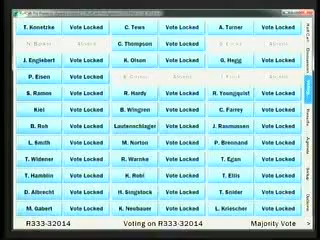 T. Konetzke Vote Locked C. Tews Vote Locked A. Turner Vote Locked
C. Thompson Vote Locked
J. Englebert Vote Locked K. Olson Vote Locked G. Hegg Vote Locked
P. Eisen Vote Locked
S. Ramos Vote Locked R. Hardy Vote Locked R. Youngquist Vote Locked
Kiel Vote Locked B. Wingren Vote Locked C. Farrey Vote Locked
B. Roh Vote Locked Lautenschlager Vote Locked J. Rasmussen Vote Locked
L. Smith Vote Locked M. Norton Vote Locked P. Brennand Vote Locked
T. Widener Vote Locked R. Warnke Vote Locked T. Egan Vote Locked
T. Hamblin Vote Locked K. Robl Vote Locked T. Ellis Vote Locked
D. Albrecht Vote Locked H. Singstock Vote Locked T. Snider Vote Locked
M. Gabert Vote Locked K. Neubauer Vote Locked L. Kriescher Vote Locked
R333-32014 Voting on R333-32014 Majority Vote >